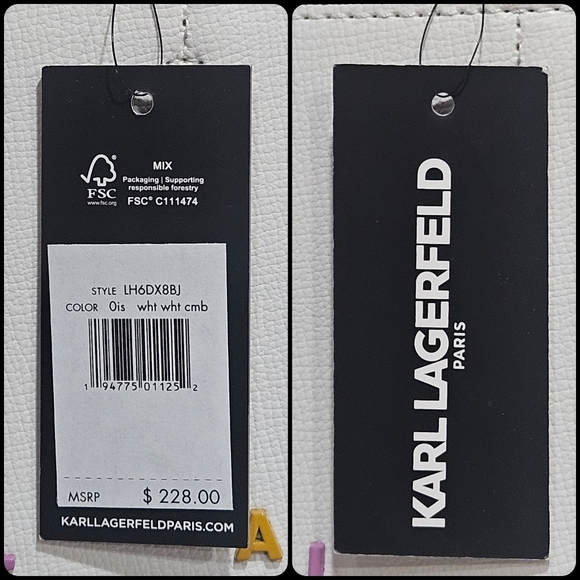 MIX
Packaging | Supporting
responsible forestry
FSC
www.fsc.org
FSC® C111474
STYLE LH6DX8BJ
COLOR 0is wht wht cmb
1 94775 01125 2
MSRP $ 228.00
KARLLAGERFELDPARIS.COM
A
KARL LAGERFELD
PARIS